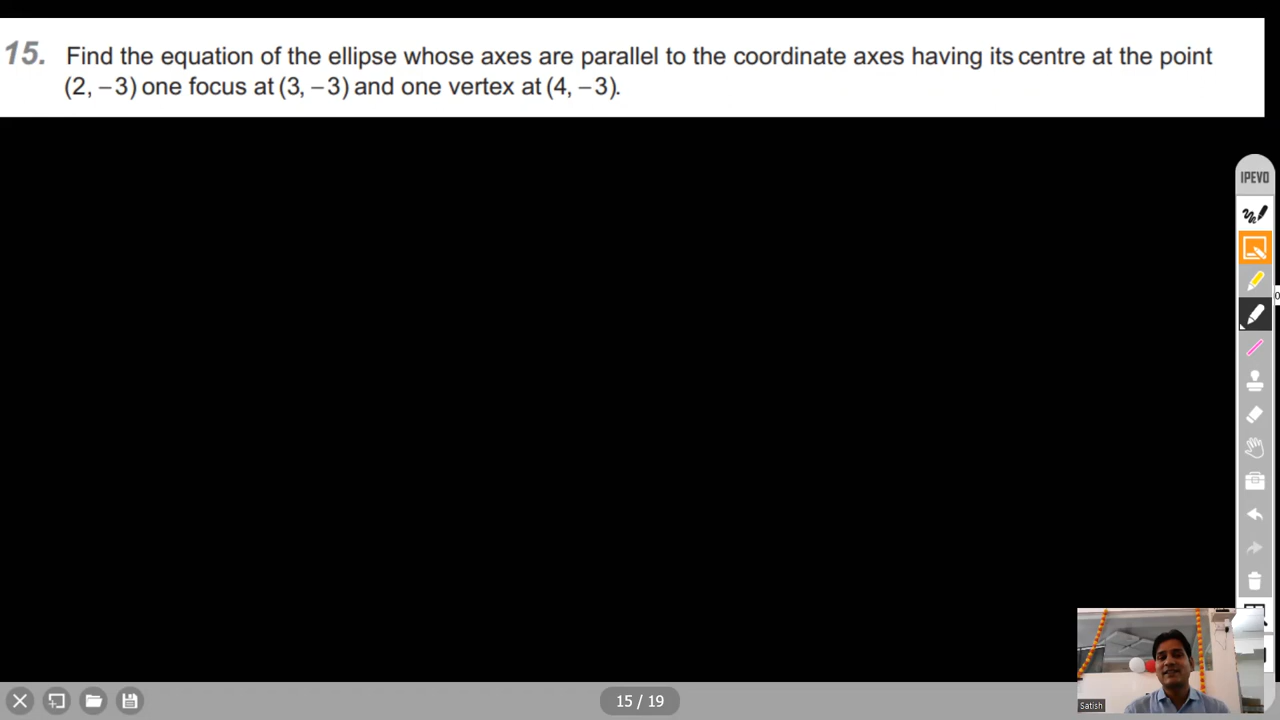 15. Find the equation of the ellipse whose axes are parallel to the coordinate axes having its centre at the point
(2, −3) one focus at (3, −3) and one vertex at (4, −3).
IPEVO
15 / 19
Satish